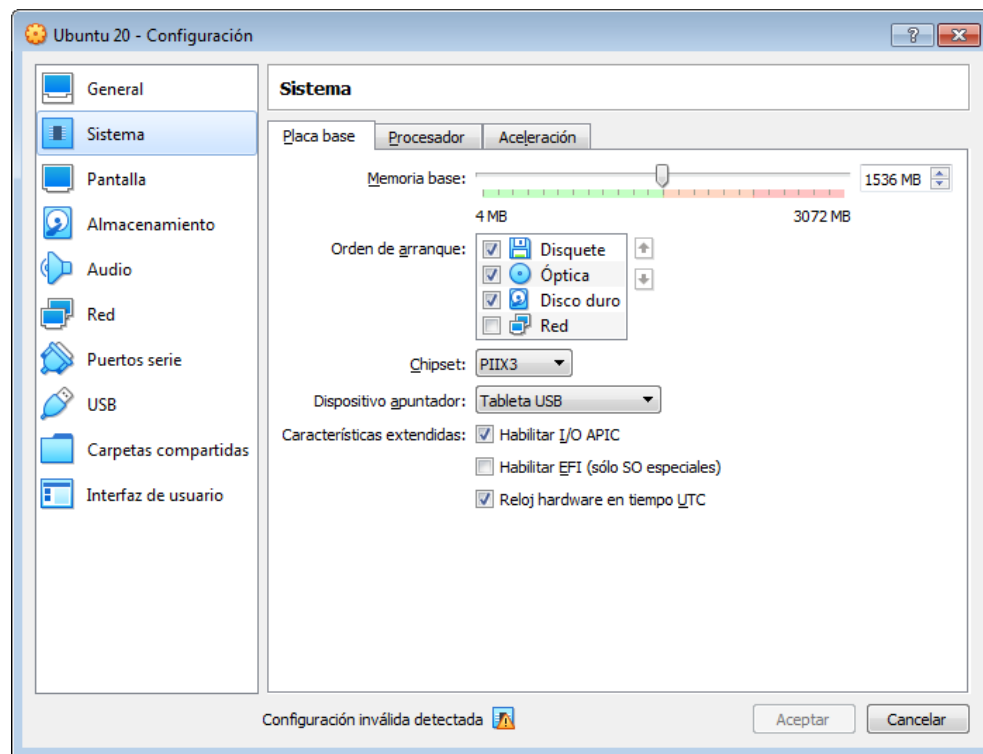 Ubuntu 20 - Configuración
General
Sistema
Pantalla
Almacenamiento
Audio
Red
Puertos serie
USB
Carpetas compartidas
Interfaz de usuario
Sistema
Placa base Procesador Aceleración
Memoria base: 1536 MB
4 MB 3072 MB
Orden de arranque: Disquete
Óptica
Disco duro
Red
Chipset: PIIX3
Dispositivo apuntador: Tableta USB
Características extendidas: Habilitar I/O APIC
Habilitar EFI (sólo SO especiales)
Reloj hardware en tiempo UTC
Configuración inválida detectada Aceptar Cancelar